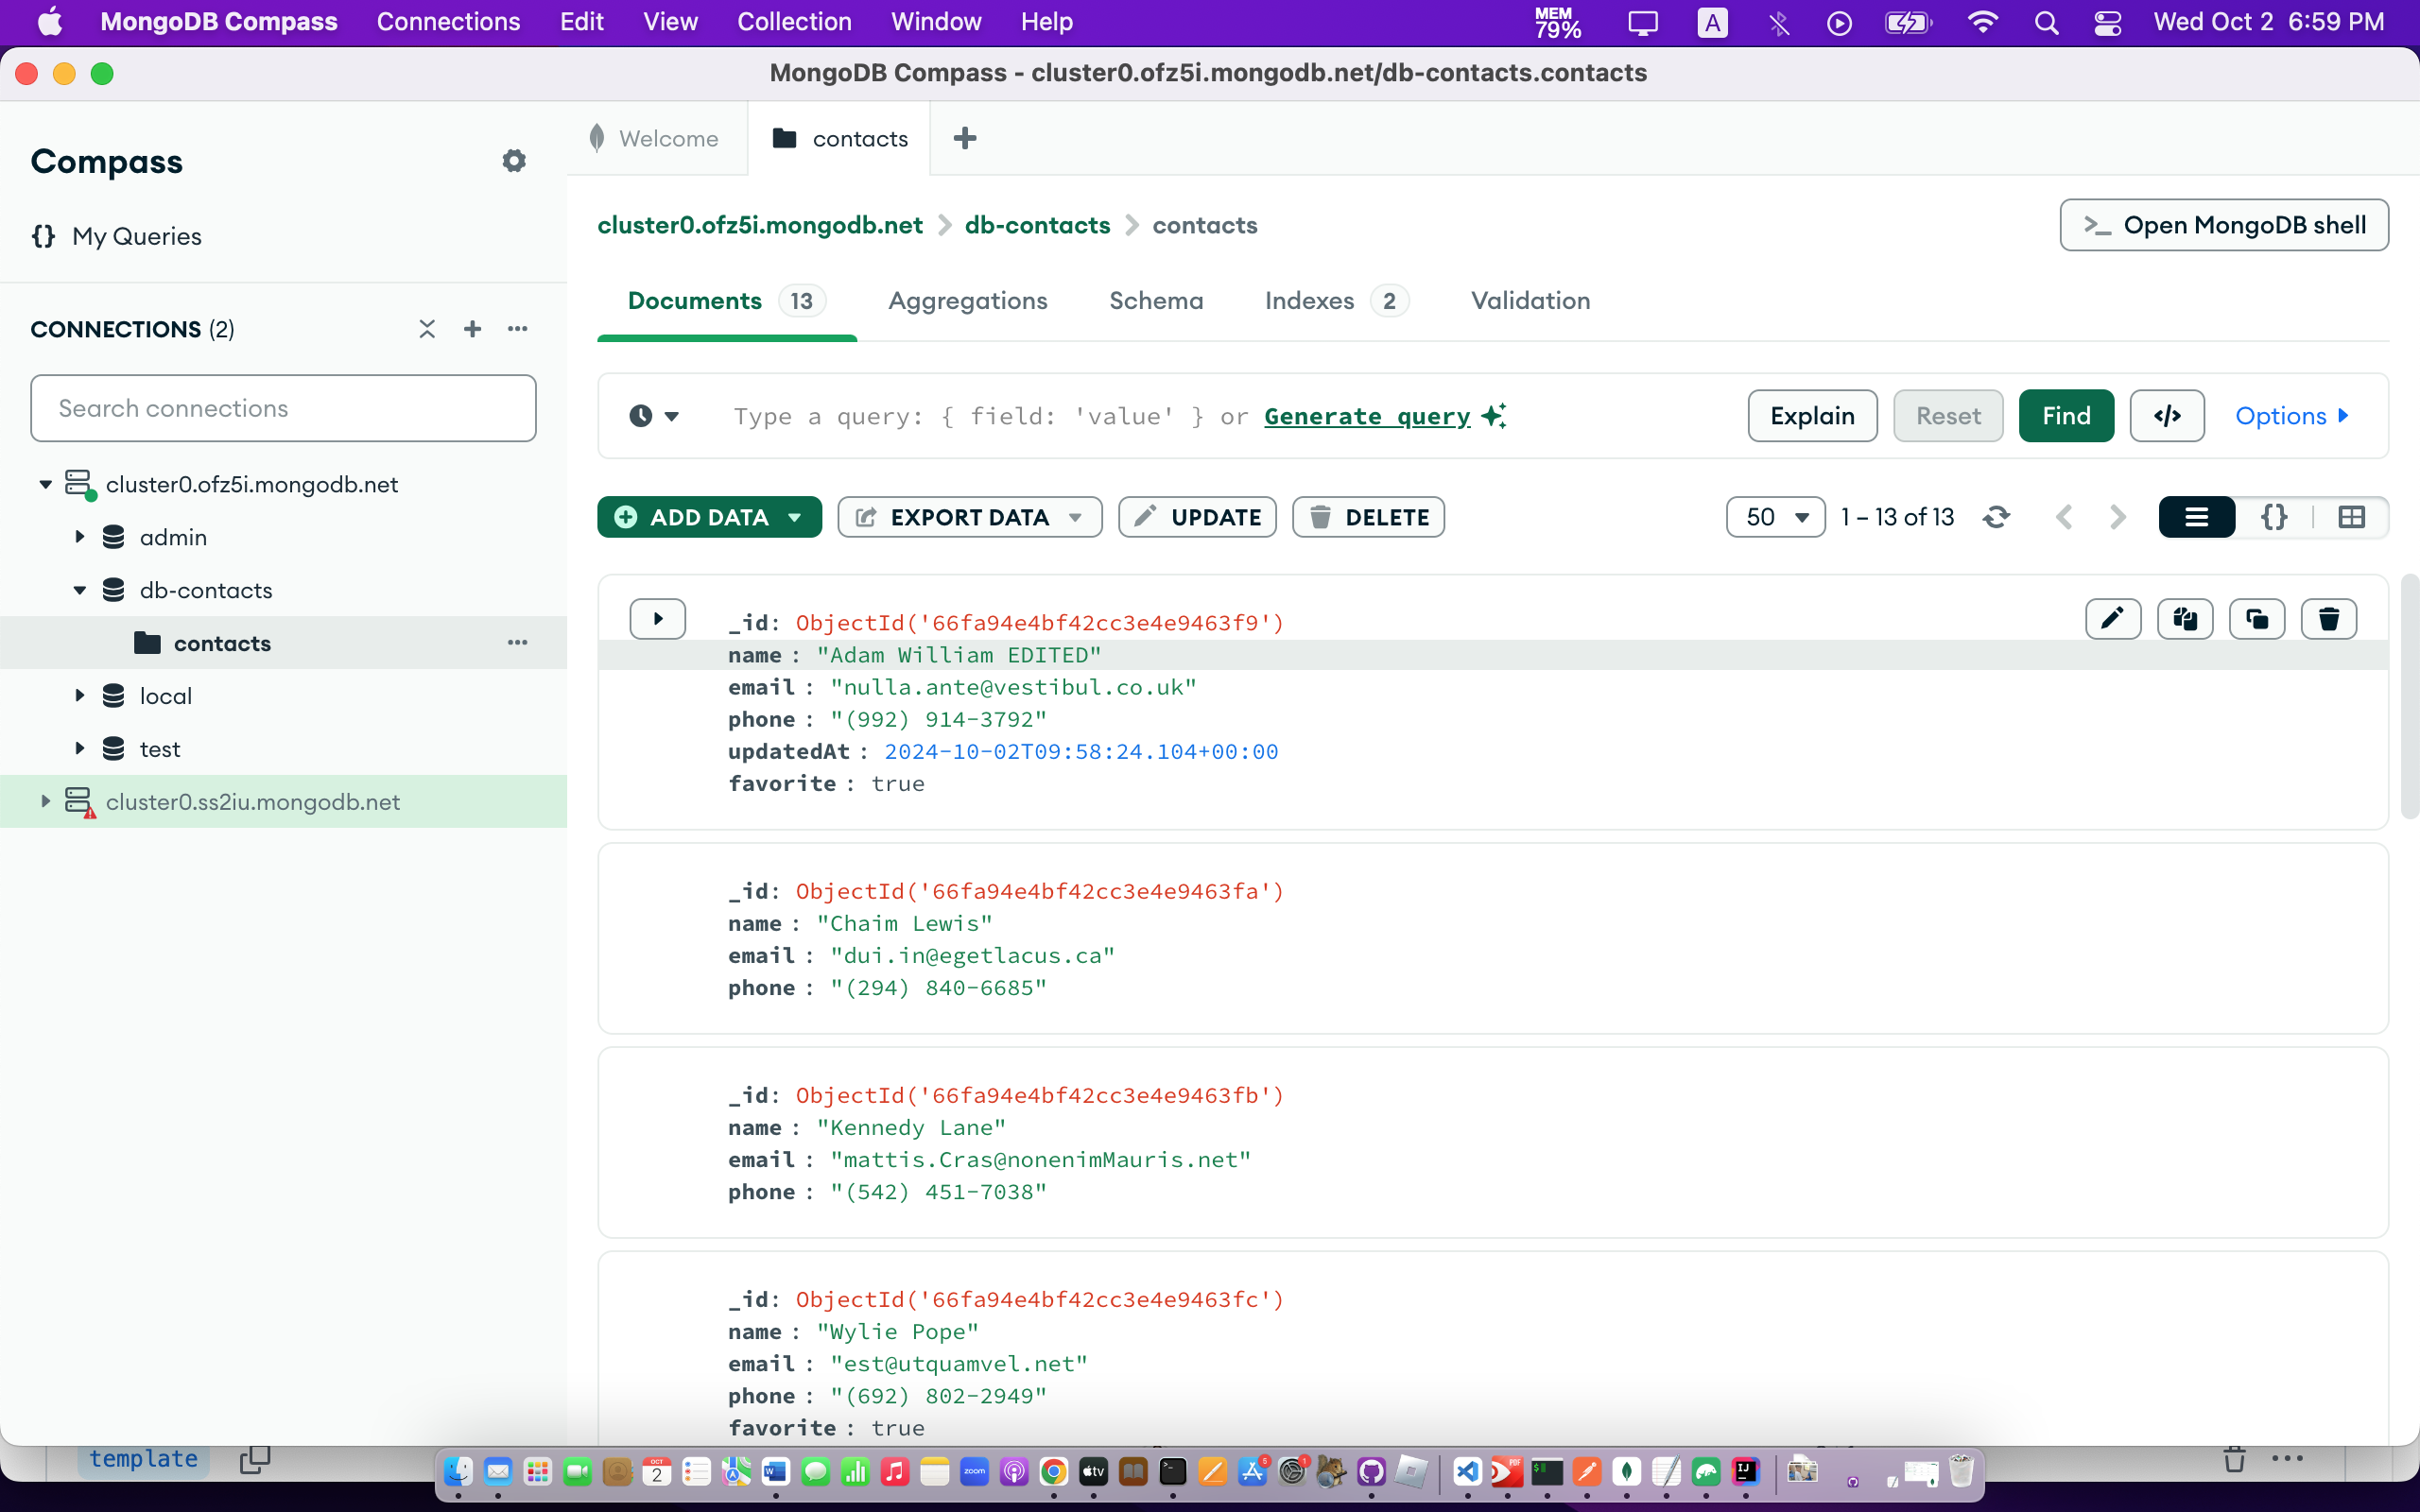 MongoDB Compass Connections Edit View Collection Window Help MEM 79% A Wed Oct 2 6:59 PM
MongoDB Compass - cluster0.ofz5i.mongodb.net/db-contacts.contacts
Compass
{} My Queries
CONNECTIONS (2)
Search connections
cluster0.ofz5i.mongodb.net
admin
db-contacts
contacts
local
test
cluster0.ss2iu.mongodb.net
Welcome contacts
cluster0.ofz5i.mongodb.net > db-contacts > contacts
>_ Open MongoDB shell
Documents 13 Aggregations Schema Indexes 2 Validation
Type a query: { field: 'value' } or Generate query
Explain Reset Find </> Options
ADD DATA EXPORT DATA UPDATE DELETE
50 1 – 13 of 13 {}
_id: ObjectId('66fa94e4bf42cc3e4e9463f9')
name : "Adam William EDITED"
email : "nulla.ante@vestibul.co.uk"
phone : "(992) 914-3792"
updatedAt : 2024-10-02T09:58:24.104+00:00
favorite : true
_id: ObjectId('66fa94e4bf42cc3e4e9463fa')
name : "Chaim Lewis"
email : "dui.in@egetlacus.ca"
phone : "(294) 840-6685"
_id: ObjectId('66fa94e4bf42cc3e4e9463fb')
name : "Kennedy Lane"
email : "mattis.Cras@nonenimMauris.net"
phone : "(542) 451-7038"
_id: ObjectId('66fa94e4bf42cc3e4e9463fc')
name : "Wylie Pope"
email : "est@utquamvel.net"
phone : "(692) 802-2949"
favorite : true
template
OCT 2 W zoom tv 5 1 PDF IJ